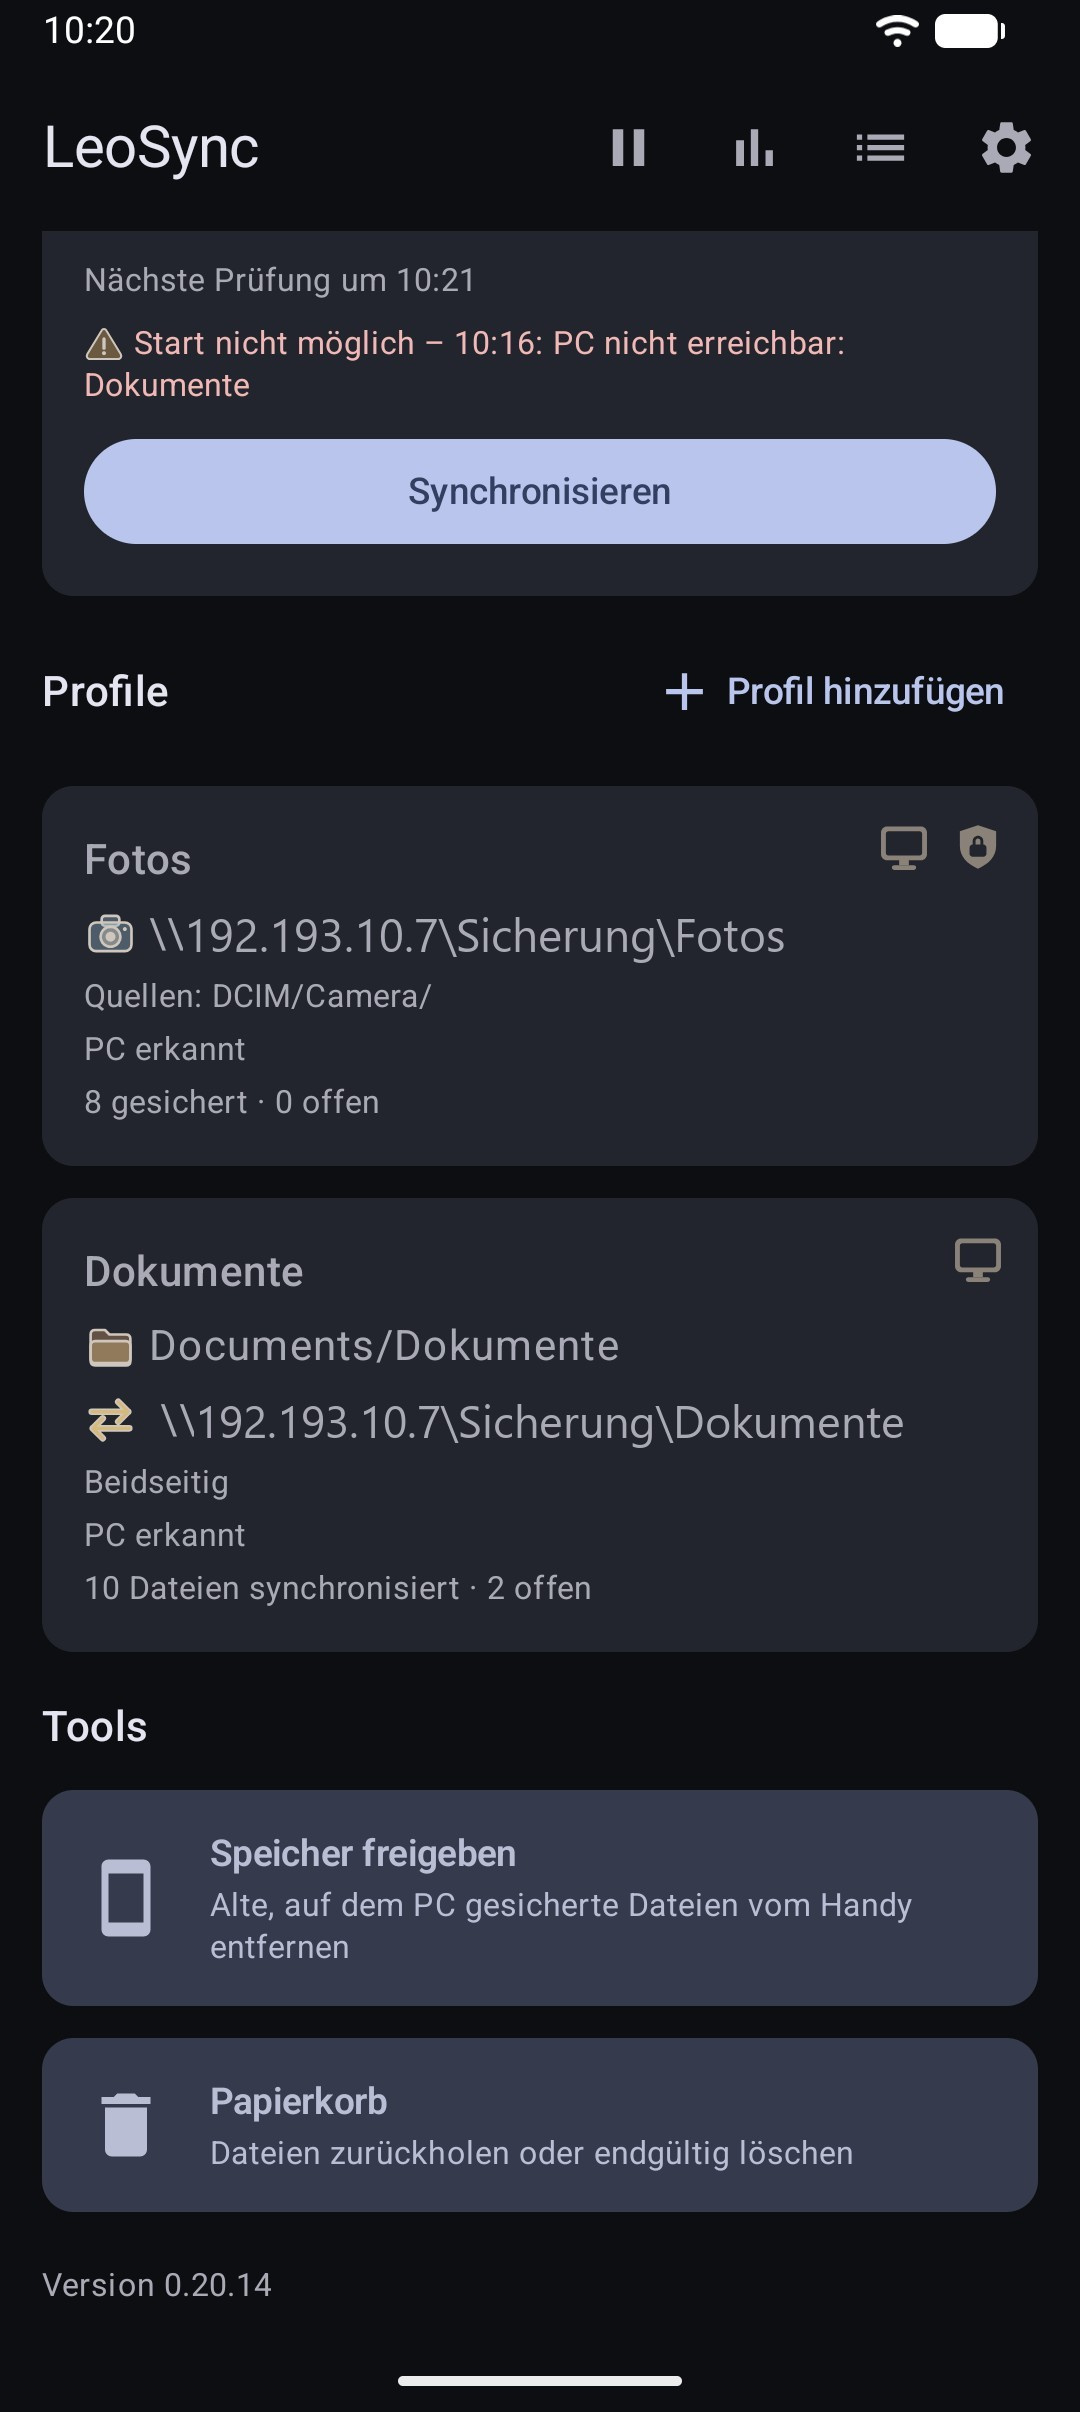 10:20
LeoSync
Nächste Prüfung um 10:21
Start nicht möglich – 10:16: PC nicht erreichbar:
Dokumente
Synchronisieren
Profile
Profil hinzufügen
Fotos
\\192.193.10.7\Sicherung\Fotos
Quellen: DCIM/Camera/
PC erkannt
8 gesichert · 0 offen
Dokumente
Documents/Dokumente
\\192.193.10.7\Sicherung\Dokumente
Beidseitig
PC erkannt
10 Dateien synchronisiert · 2 offen
Tools
Speicher freigeben
Alte, auf dem PC gesicherte Dateien vom Handy
entfernen
Papierkorb
Dateien zurückholen oder endgültig löschen
Version 0.20.14